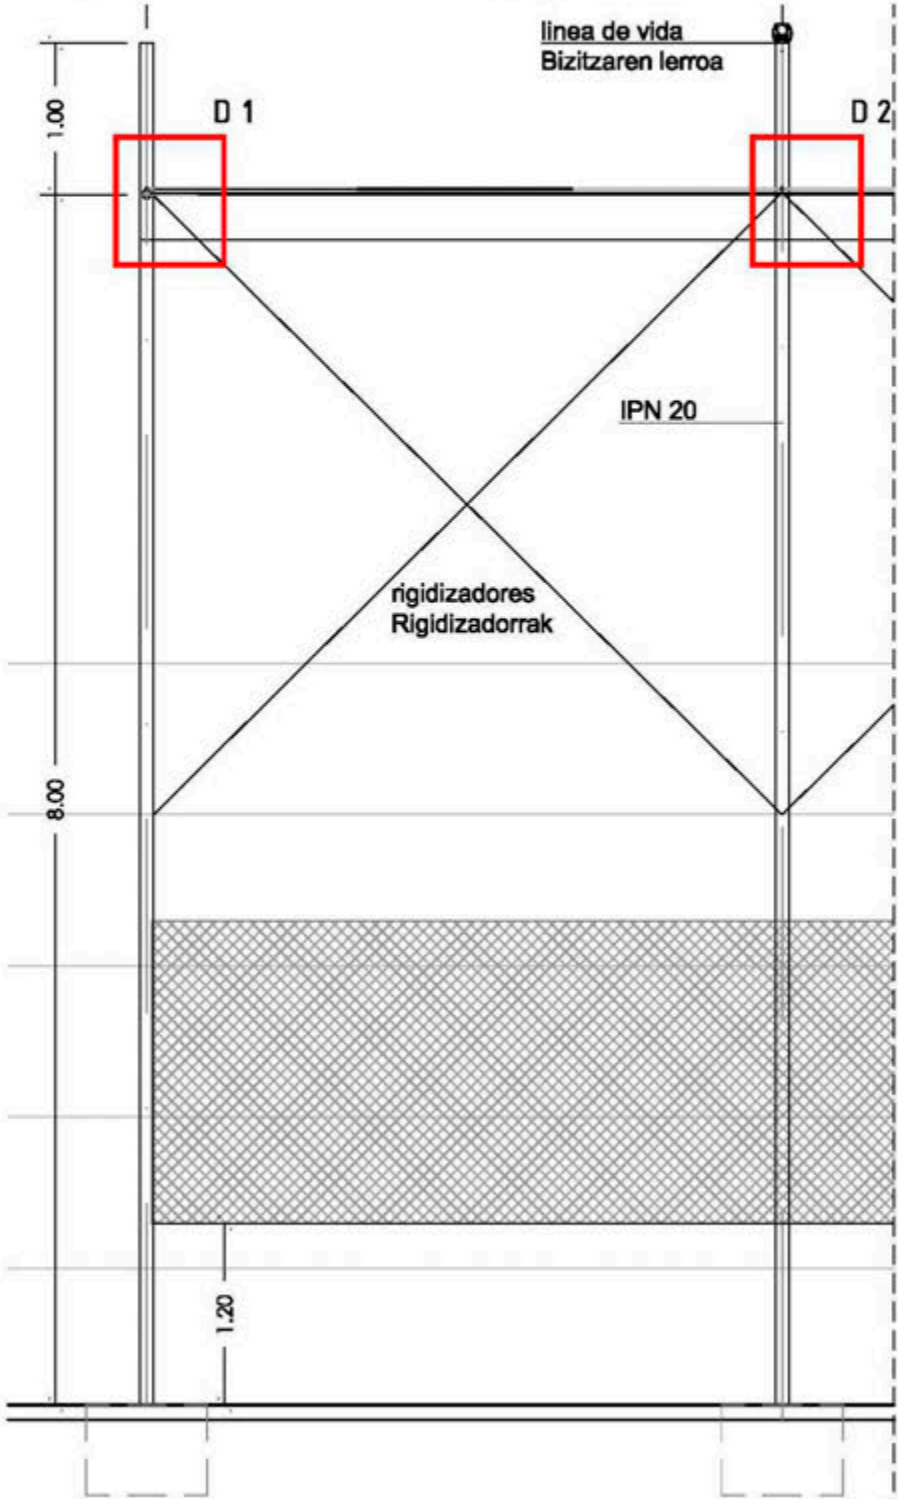 linea de vida
Bizitzaren lerroa
1.00
D 1
D 2
IPN 20
rigidizadores
Rigidizadorrak
8.00
1.20